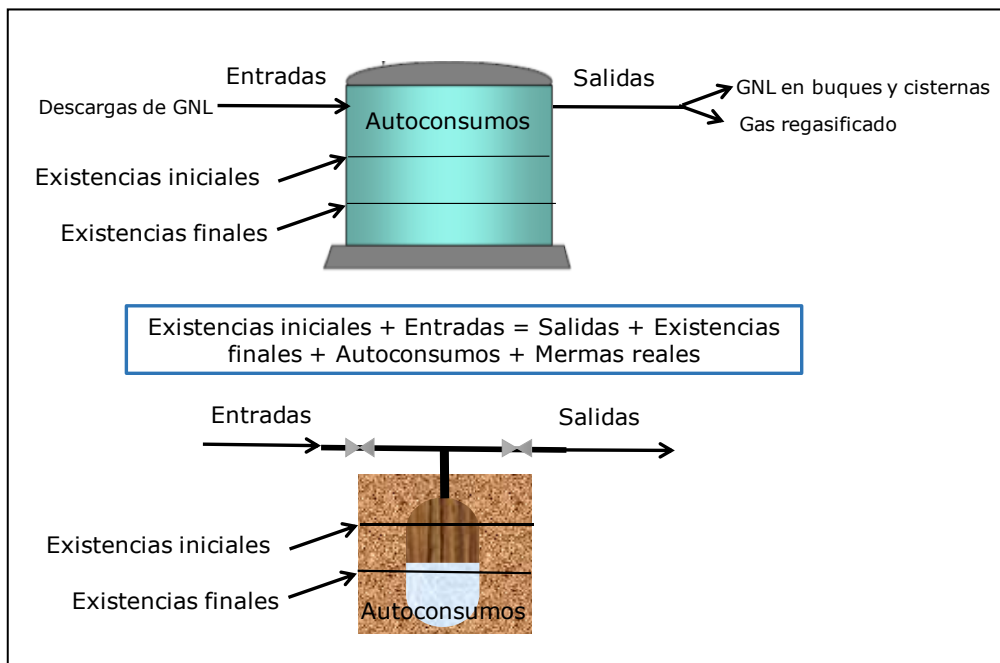 Entradas
Salidas
Descargas de GNL
GNL en buques y cisternas
Autoconsumos
Gas regasificado
Existencias iniciales
Existencias finales
Existencias iniciales + Entradas = Salidas + Existencias
finales + Autoconsumos + Mermas reales
Entradas
Salidas
Existencias iniciales
Existencias finales
Autoconsumos